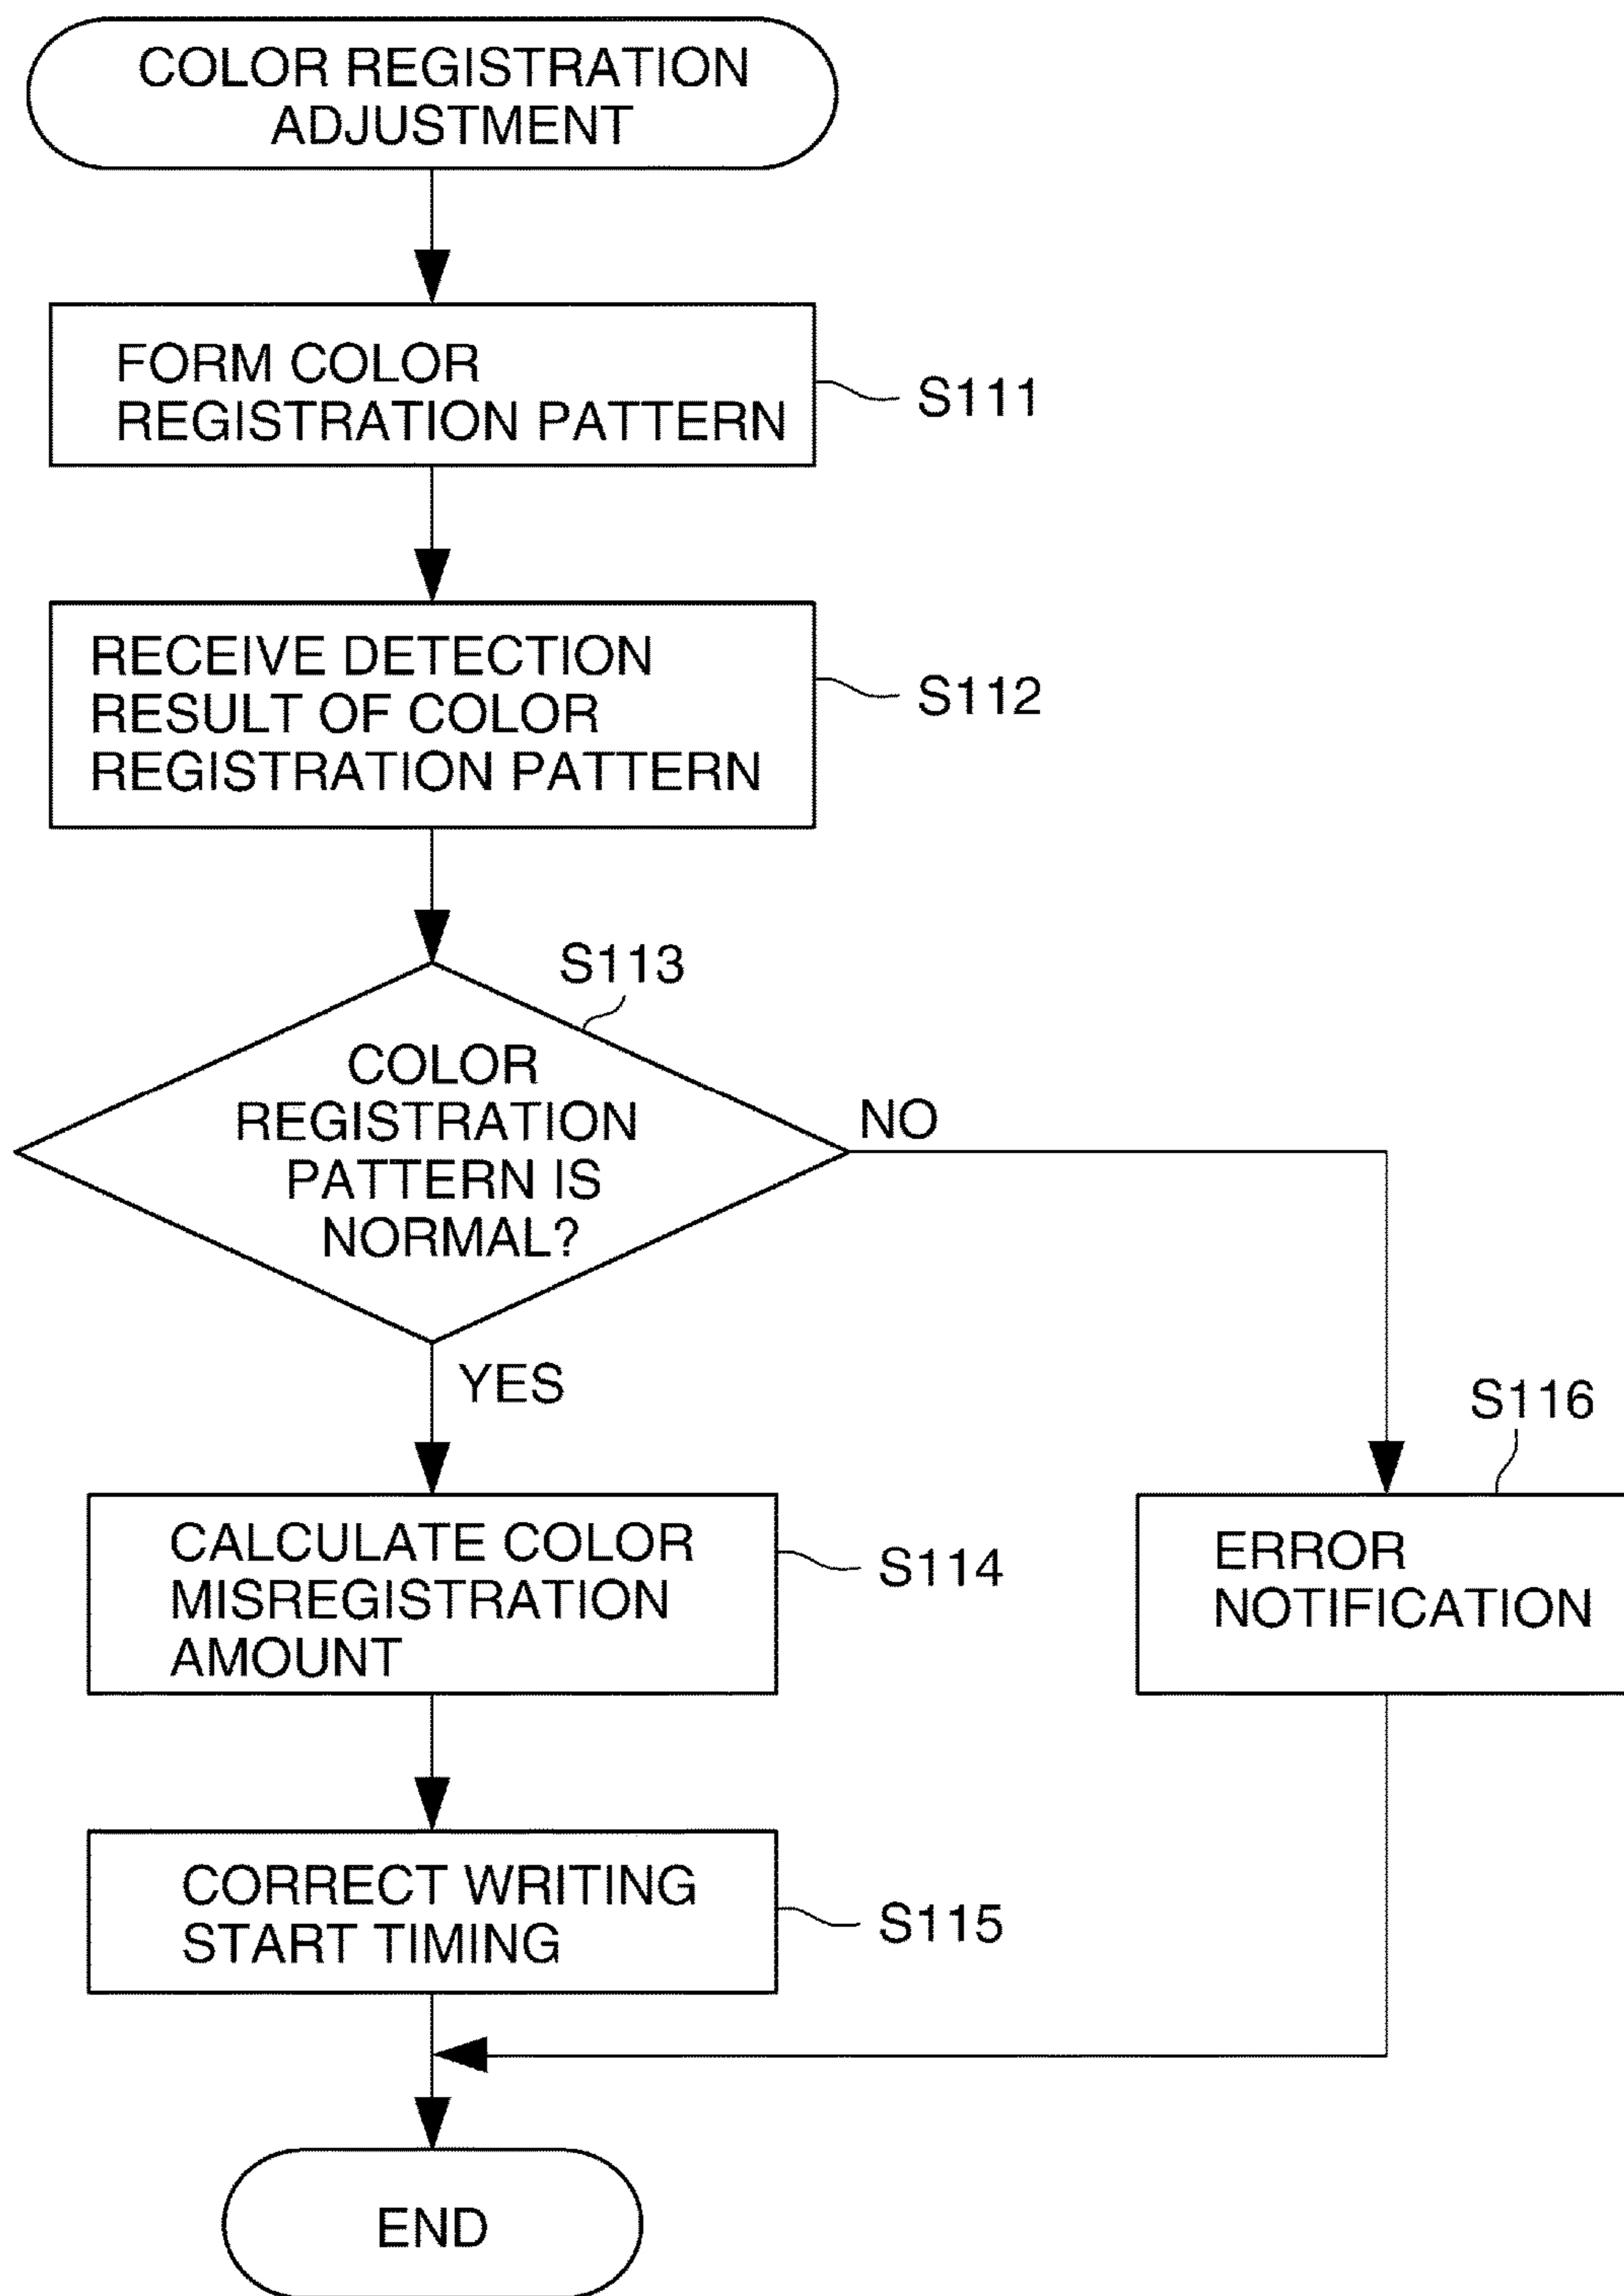 COLOR REGISTRATION
ADJUSTMENT
FORM COLOR
REGISTRATION PATTERN
S111
RECEIVE DETECTION
RESULT OF COLOR
REGISTRATION PATTERN
S112
S113
COLOR
REGISTRATION
PATTERN IS
NORMAL?
NO
YES
CALCULATE COLOR
MISREGISTRATION
AMOUNT
S114
S116
ERROR
NOTIFICATION
CORRECT WRITING
START TIMING
S115
END